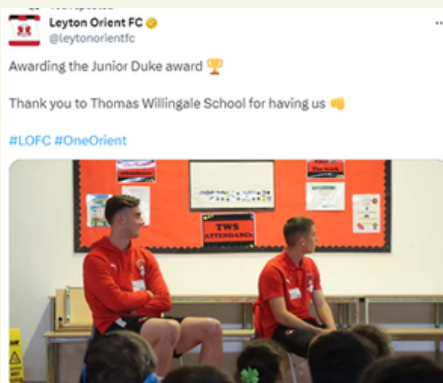 Leyton Orient FC
@leytonorientfc
Awarding the Junior Duke award 🏆
Thank you to Thomas Willingale School for having us 👊
#LOFC #OneOrient
TWS
ATTENDANCE